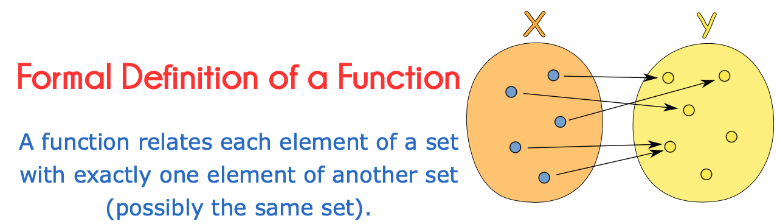 Formal Definition of a Function
A function relates each element of a set
with exactly one element of another set
(possibly the same set).
X
Y